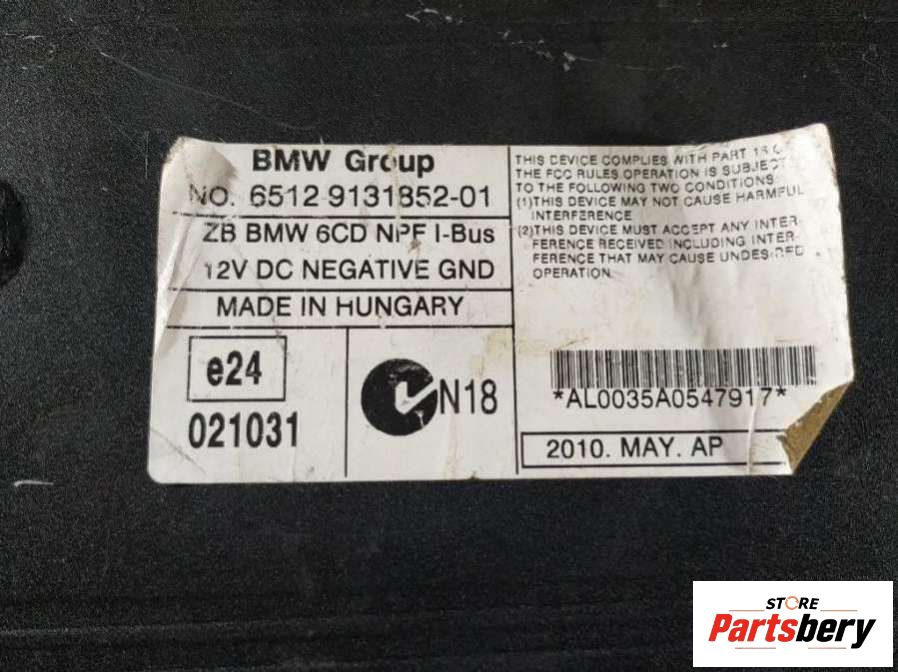 BMW Group
NO. 6512 9131852-01
ZB BMW 6CD NPF I-Bus
12V DC NEGATIVE GND
MADE IN HUNGARY
e24
021031
N18
THIS DEVICE COMPLIES WITH PART 15 O
THE FCC RULES OPERATION IS SUBJECT
TO THE FOLLOWING TWO CONDITIONS
(1)THIS DEVICE MAY NOT CAUSE HARMFUL
INTERFERENCE
(2)THIS DEVICE MUST ACCEPT ANY INTER-
FERENCE RECEIVED INCLUDING INTER-
FERENCE THAT MAY CAUSE UNDESIRED
OPERATION.
*AL0035A0547917*
2010. MAY. AP
STORE
Partsbery